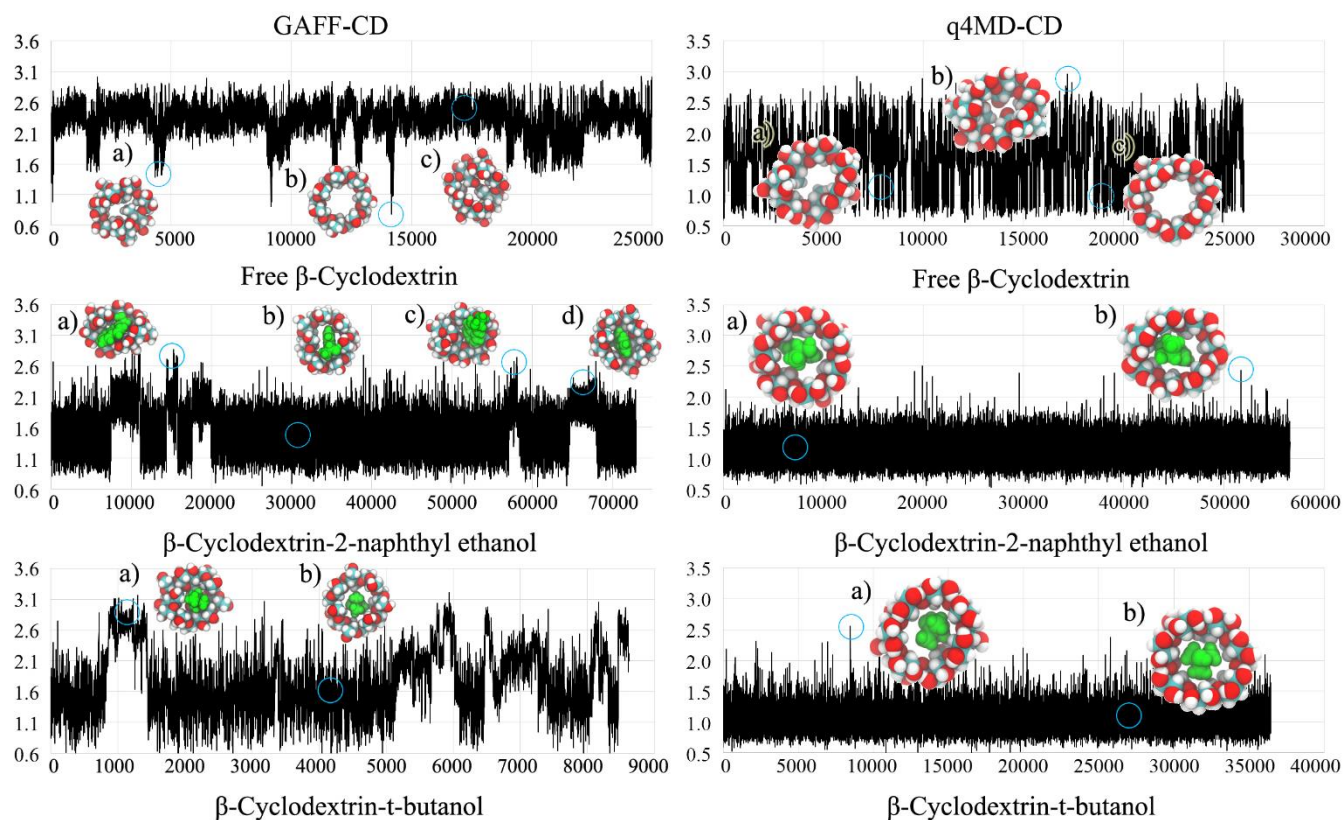 GAFF-CD
3.6
3.1
2.6
2.1
1.6
1.1
0.6
a)
b)
c)
0 5000 10000 15000 20000 25000
Free β-Cyclodextrin
q4MD-CD
3.5
3.0
2.5
2.0
1.5
1.0
0.5
a)
b)
c)
0 5000 10000 15000 20000 25000 30000
Free β-Cyclodextrin
3.6
3.1
2.6
2.1
1.6
1.1
0.6
a)
b)
c)
d)
0 10000 20000 30000 40000 50000 60000 70000
β-Cyclodextrin-2-naphthyl ethanol
3.5
3.0
2.5
2.0
1.5
1.0
0.5
a)
b)
0 10000 20000 30000 40000 50000 60000
β-Cyclodextrin-2-naphthyl ethanol
3.6
3.1
2.6
2.1
1.6
1.1
0.6
a)
b)
0 1000 2000 3000 4000 5000 6000 7000 8000 9000
β-Cyclodextrin-t-butanol
3.5
3.0
2.5
2.0
1.5
1.0
0.5
a)
b)
0 5000 10000 15000 20000 25000 30000 35000 40000
β-Cyclodextrin-t-butanol